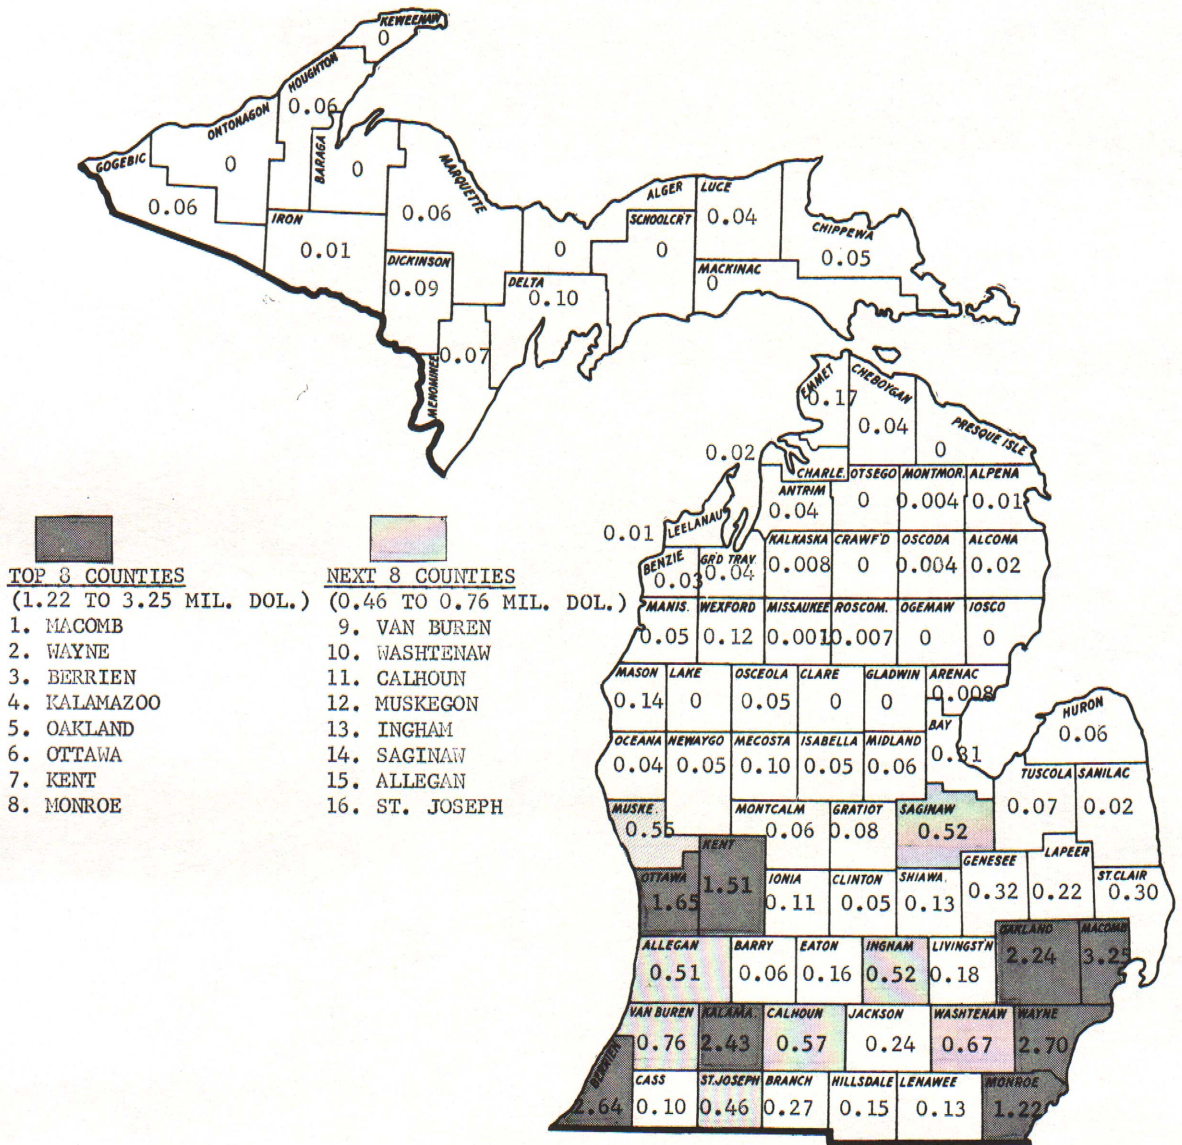 KEWEENAW
0
HOUGHTON
0.06
ONTONAGON
0
BARAGA
0
GOGEBIC
0.06
MARQUETTE
0.06
IRON
0.01
DICKINSON
0.09
ALGER
0
SCHOOLCR'T
0
LUCE
0.04
CHIPPEWA
0.05
MACKINAC
0
DELTA
0.10
MENOMINEE
0.07
EMMET
0.17
CHEBOYGAN
0.04
PRESQUE ISLE
0
0.02
CHARLE. OTSEGO MONTMOR. ALPENA
ANTRIM
0.04 0 0.004 0.01
0.01 LEELANAU
BENZIE GR'D TRAV. KALKASKA CRAWF'D OSCODA ALCONA
0.03 0.04 0.008 0 0.004 0.02
MANIS. WEXFORD MISSAUKEE ROSCOM. OGEMAW IOSCO
0.05 0.12 0.001 0.007 0 0
MASON LAKE OSCEOLA CLARE GLADWIN ARENAC
0.14 0 0.05 0 0 0.008
HURON
0.06
BAY
0.31
OCEANA NEWAYGO MECOSTA ISABELLA MIDLAND
0.04 0.05 0.10 0.05 0.06
TUSCOLA SANILAC
0.07 0.02
MUSKE. MONTCALM GRATIOT SAGINAW
0.55 0.06 0.08 0.52
KENT
1.51
OTTAWA
1.65
IONIA CLINTON SHIAWA. GENESEE LAPEER ST.CLAIR
0.11 0.05 0.13 0.32 0.22 0.30
ALLEGAN BARRY EATON INGHAM LIVINGST'N OAKLAND MACOMB
0.51 0.06 0.16 0.52 0.18 2.24 3.25
VAN BUREN KALAMA. CALHOUN JACKSON WASHTENAW WAYNE
0.76 2.43 0.57 0.24 0.67 2.70
BERRIEN CASS ST.JOSEPH BRANCH HILLSDALE LENAWEE MONROE
2.64 0.10 0.46 0.27 0.15 0.13 1.22
TOP 8 COUNTIES
(1.22 TO 3.25 MIL. DOL.)
1. MACOMB
2. WAYNE
3. BERRIEN
4. KALAMAZOO
5. OAKLAND
6. OTTAWA
7. KENT
8. MONROE
NEXT 8 COUNTIES
(0.46 TO 0.76 MIL. DOL.)
9. VAN BUREN
10. WASHTENAW
11. CALHOUN
12. MUSKEGON
13. INGHAM
14. SAGINAW
15. ALLEGAN
16. ST. JOSEPH